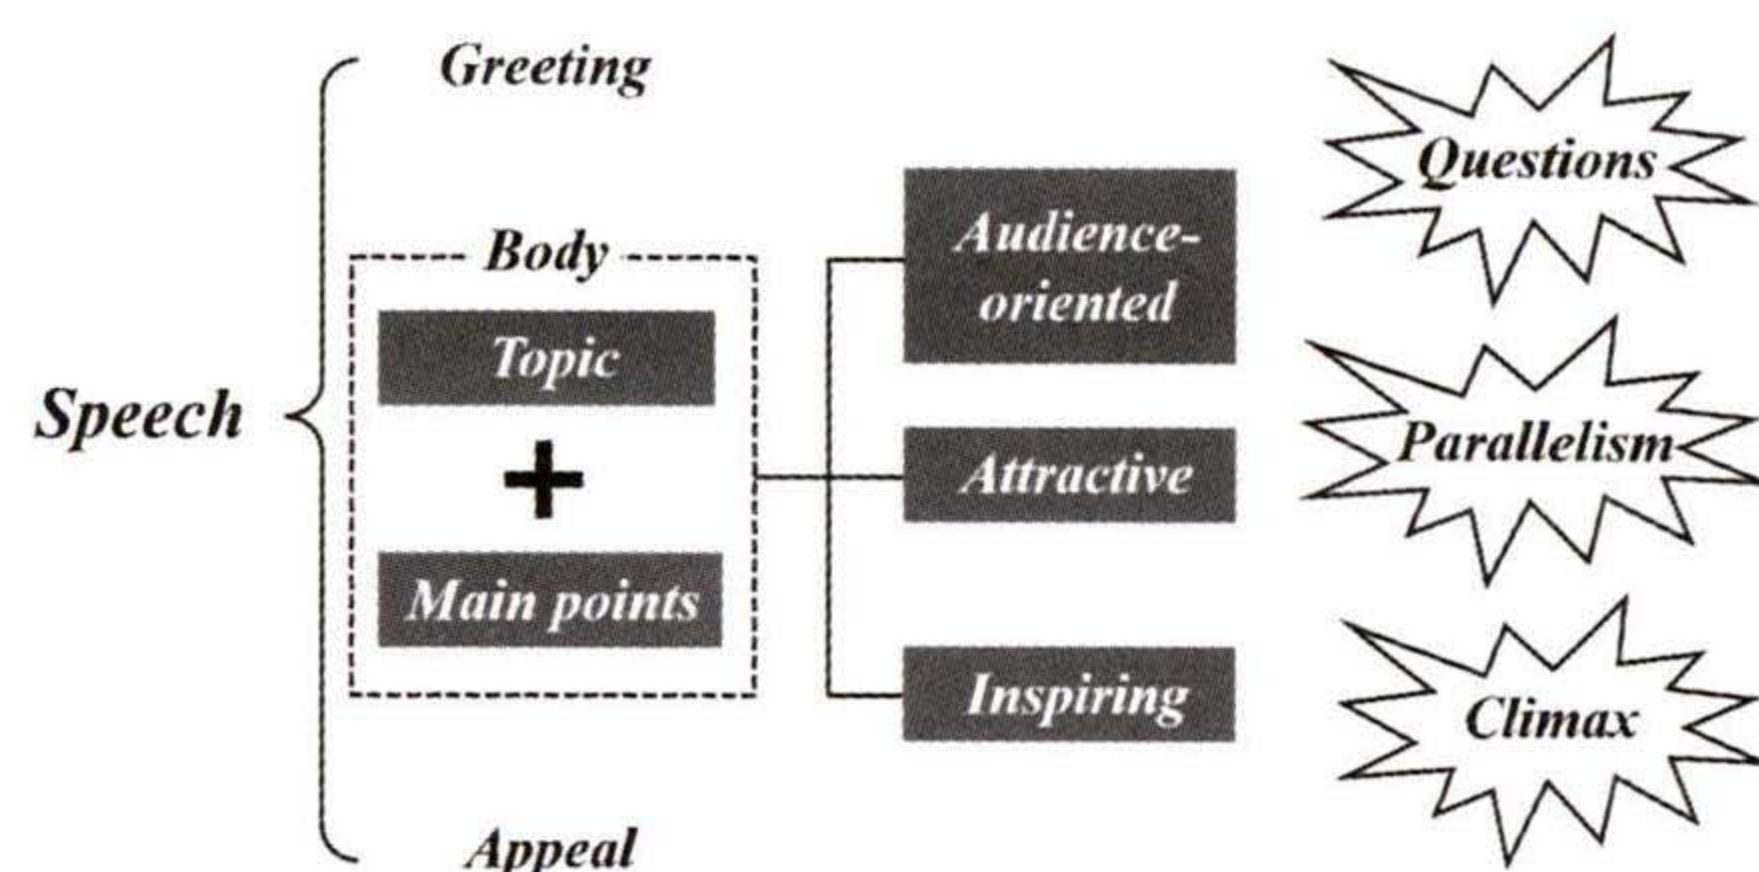 Greeting
Body
Topic
+
Main points
Speech
Appeal
Audience-
oriented
Attractive
Inspiring
Questions
Parallelism
Climax